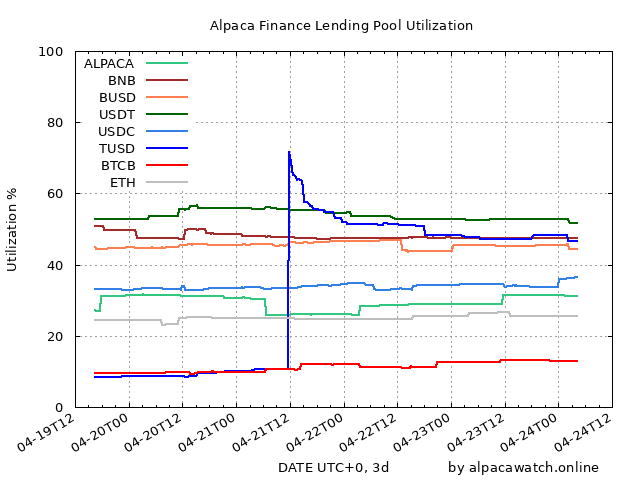 Alpaca Finance Lending Pool Utilization
100
80
60
40
20
0
Utilization %
ALPACA
BNB
BUSD
USDT
USDC
TUSD
BTCB
ETH
04-19T12
04-20T00
04-20T12
04-21T00
04-21T12
04-22T00
04-22T12
04-23T00
04-23T12
04-24T00
04-24T12
DATE UTC+0, 3d
by alpacawatch.online